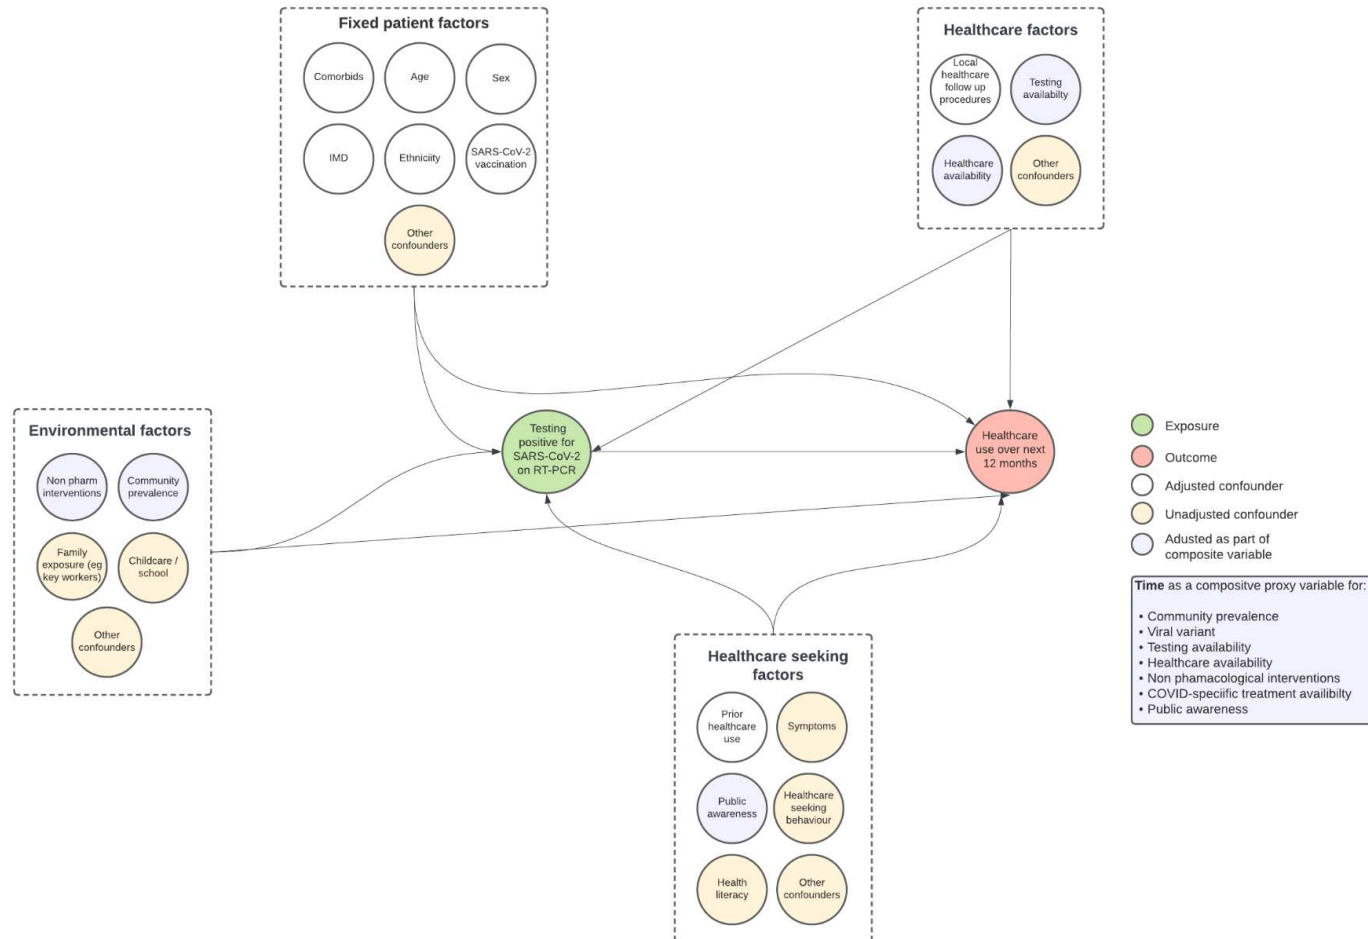 Fixed patient factors
Comorbids
Age
Sex
IMD
Ethniciity
SARS-CoV-2
vaccination
Other
confounders
Healthcare factors
Local
healthcare
follow up
procedures
Testing
availabilty
Healthcare
availability
Other
confounders
Environmental factors
Non pharm
interventions
Community
prevalence
Family
exposure (eg
key workers)
Childcare /
school
Other
confounders
Testing
positive for
SARS-CoV-2
on RT-PCR
Healthcare
use over next
12 months
Healthcare seeking
factors
Prior
healthcare
use
Symptoms
Public
awareness
Healthcare
seeking
behaviour
Health
literacy
Other
confounders
Exposure
Outcome
Adjusted confounder
Unadjusted confounder
Adusted as part of
composite variable
Time as a compositve proxy variable for:
• Community prevalence
• Viral variant
• Testing availability
• Healthcare availability
• Non phamacological interventions
• COVID-speciific treatment availibilty
• Public awareness